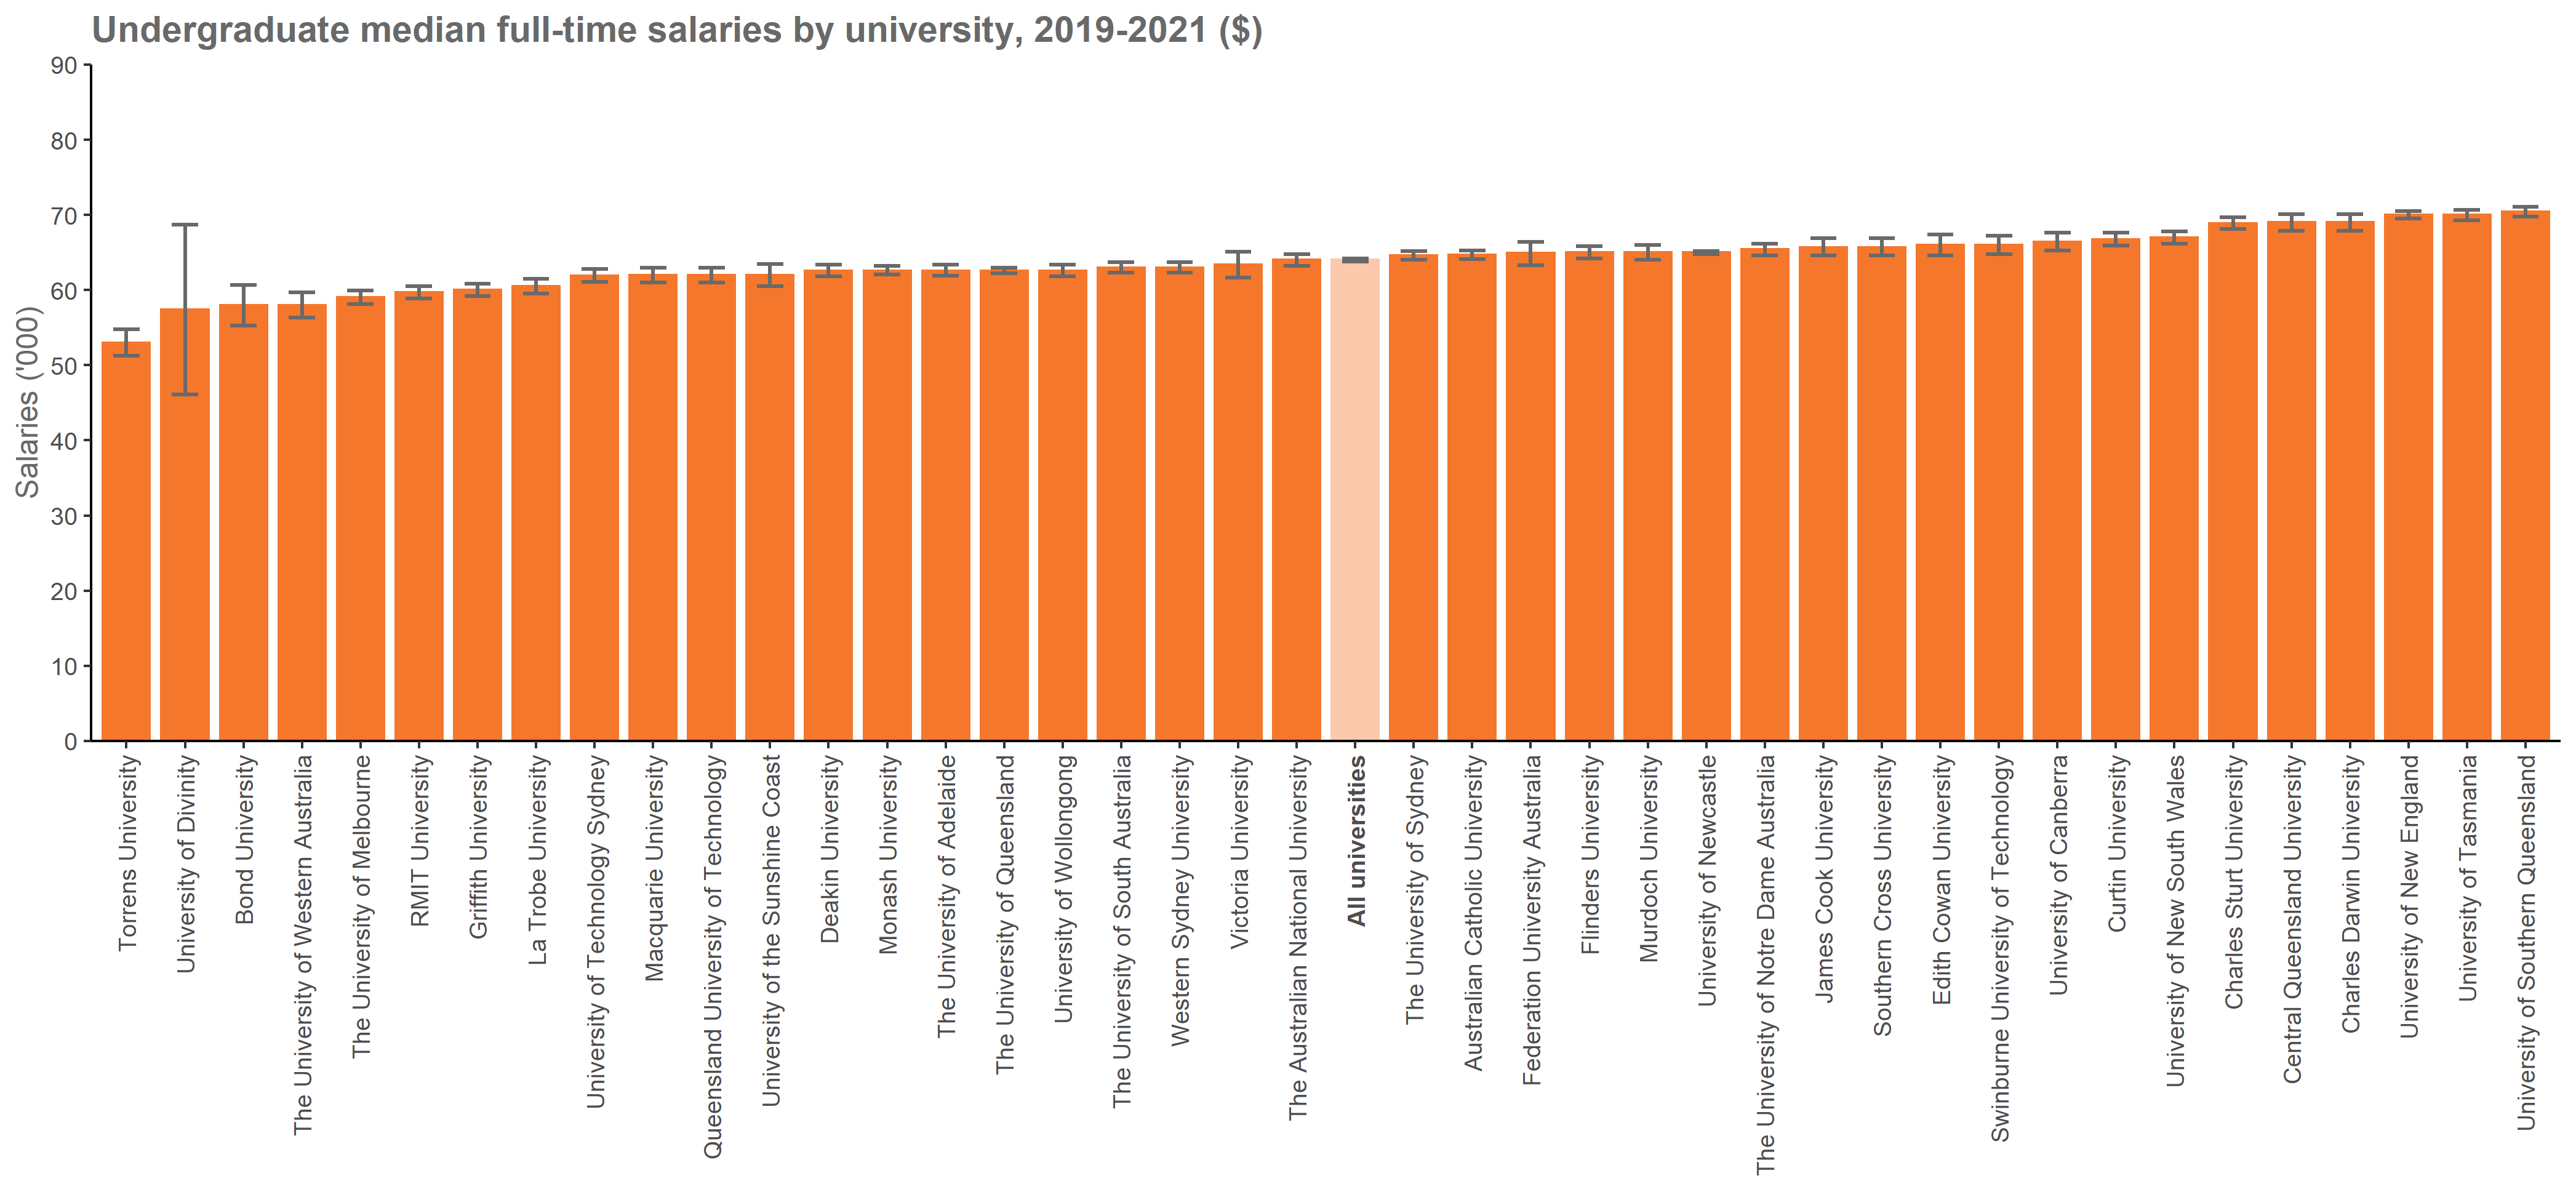 Undergraduate median full-time salaries by university, 2019-2021 ($)
Salaries ('000)
90
80
70
60
50
40
30
20
10
0
Torrens University
University of Divinity
Bond University
The University of Western Australia
The University of Melbourne
RMIT University
Griffith University
La Trobe University
University of Technology Sydney
Macquarie University
Queensland University of Technology
University of the Sunshine Coast
Deakin University
Monash University
The University of Adelaide
The University of Queensland
University of Wollongong
The University of South Australia
Western Sydney University
Victoria University
The Australian National University
All universities
The University of Sydney
Australian Catholic University
Federation University Australia
Flinders University
Murdoch University
University of Newcastle
The University of Notre Dame Australia
James Cook University
Southern Cross University
Edith Cowan University
Swinburne University of Technology
University of Canberra
Curtin University
University of New South Wales
Charles Sturt University
Central Queensland University
Charles Darwin University
University of New England
University of Tasmania
University of Southern Queensland